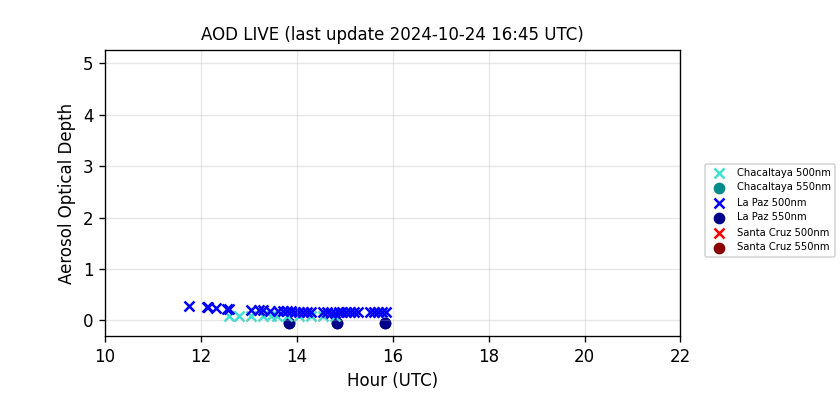 AOD LIVE (last update 2024-10-24 16:45 UTC)
Aerosol Optical Depth
5
4
3
2
1
0
10 12 14 16 18 20 22
Hour (UTC)
Chacaltaya 500nm
Chacaltaya 550nm
La Paz 500nm
La Paz 550nm
Santa Cruz 500nm
Santa Cruz 550nm